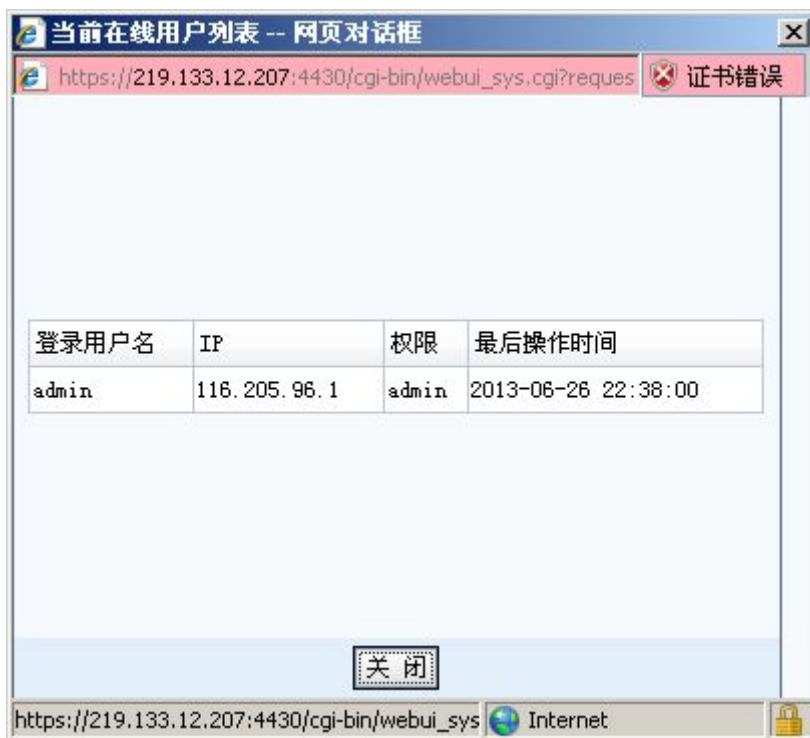 当前在线用户列表 -- 网页对话框
https://219.133.12.207:4430/cgi-bin/webui_sys.cgi?reques 证书错误
登录用户名 IP 权限 最后操作时间
admin 116.205.96.1 admin 2013-06-26 22:38:00
关 闭
https://219.133.12.207:4430/cgi-bin/webui_sys Internet